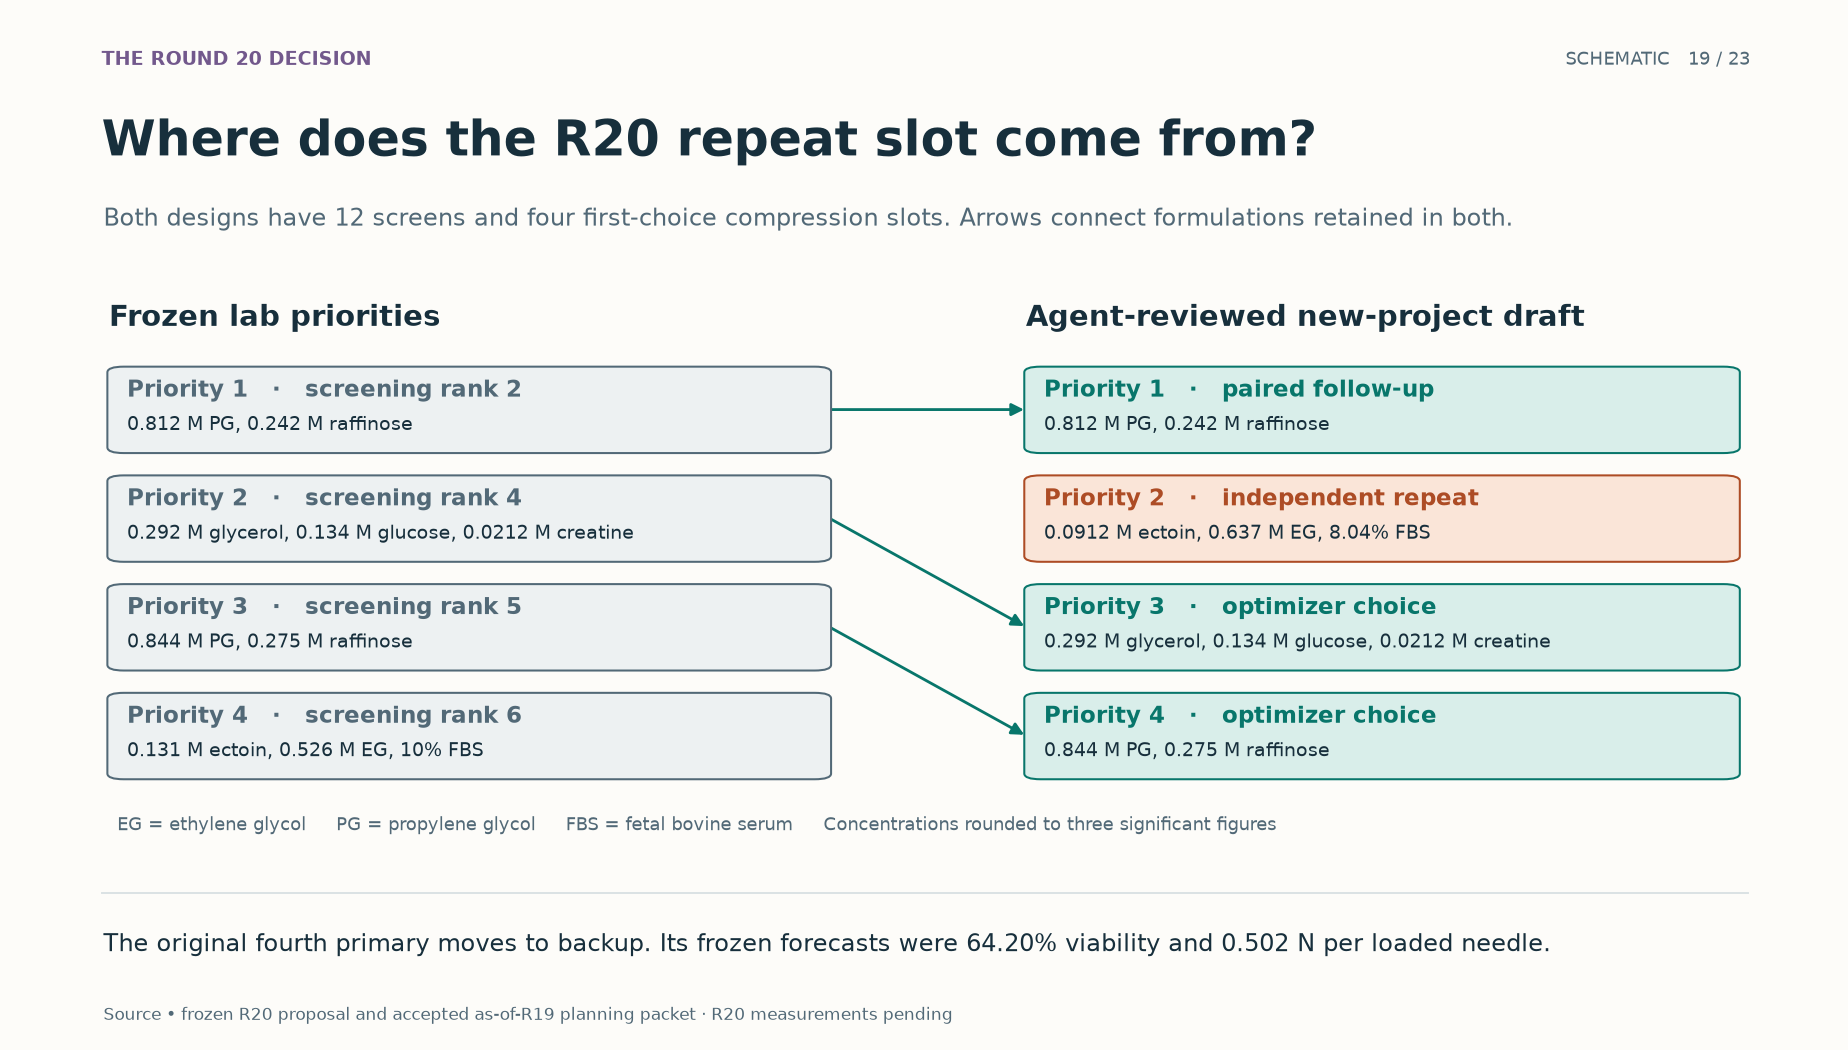 THE ROUND 20 DECISION
SCHEMATIC 19 / 23
Where does the R20 repeat slot come from?
Both designs have 12 screens and four first-choice compression slots. Arrows connect formulations retained in both.
Frozen lab priorities
Priority 1 · screening rank 2
0.812 M PG, 0.242 M raffinose
Priority 2 · screening rank 4
0.292 M glycerol, 0.134 M glucose, 0.0212 M creatine
Priority 3 · screening rank 5
0.844 M PG, 0.275 M raffinose
Priority 4 · screening rank 6
0.131 M ectoin, 0.526 M EG, 10% FBS
Agent-reviewed new-project draft
Priority 1 · paired follow-up
0.812 M PG, 0.242 M raffinose
Priority 2 · independent repeat
0.0912 M ectoin, 0.637 M EG, 8.04% FBS
Priority 3 · optimizer choice
0.292 M glycerol, 0.134 M glucose, 0.0212 M creatine
Priority 4 · optimizer choice
0.844 M PG, 0.275 M raffinose
EG = ethylene glycol PG = propylene glycol FBS = fetal bovine serum Concentrations rounded to three significant figures
The original fourth primary moves to backup. Its frozen forecasts were 64.20% viability and 0.502 N per loaded needle.
Source • frozen R20 proposal and accepted as-of-R19 planning packet · R20 measurements pending